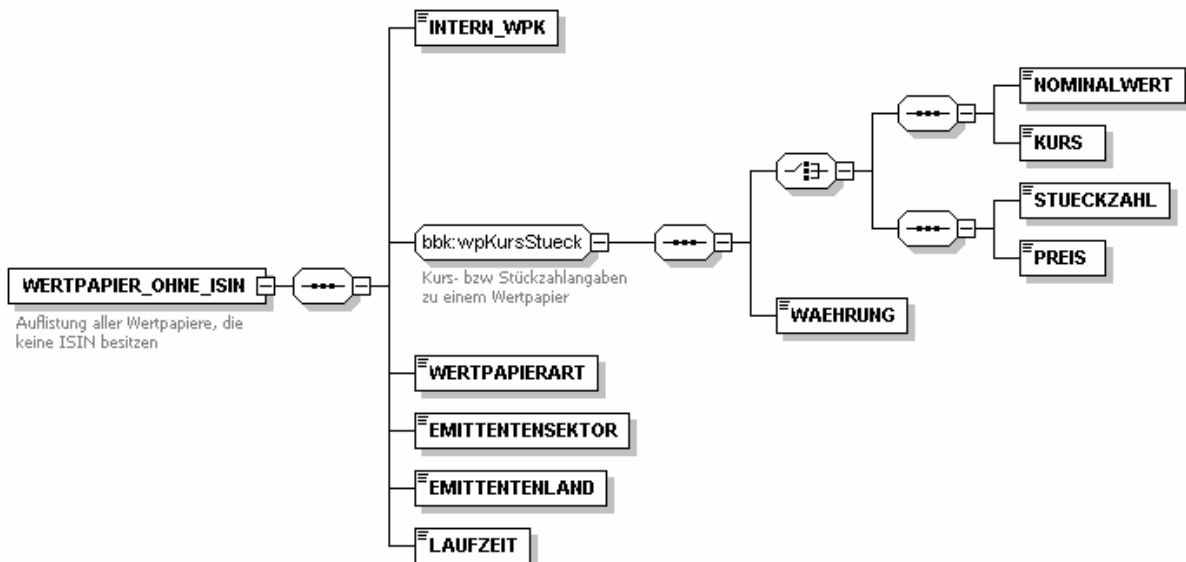 INTERN_WPK
NOMINALWERT
KURS
STUECKZAHL
PREIS
bbk:wpKursStueck
Kurs- bzw Stückzahlangaben
zu einem Wertpapier
WERTPAPIER_OHNE_ISIN
Auflistung aller Wertpapiere, die
keine ISIN besitzen
WAEHRUNG
WERTPAPIERART
EMITTENTENSEKTOR
EMITTENTENLAND
LAUFZEIT